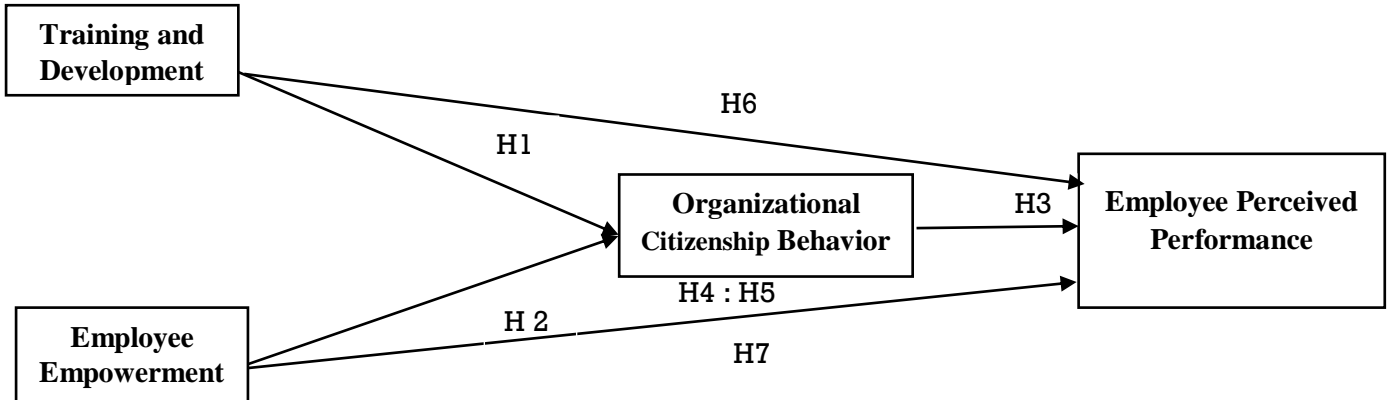 Training and
Development
H6
H1
Organizational
Citizenship Behavior
H3
Employee Perceived
Performance
H4 : H5
H 2
H7
Employee
Empowerment